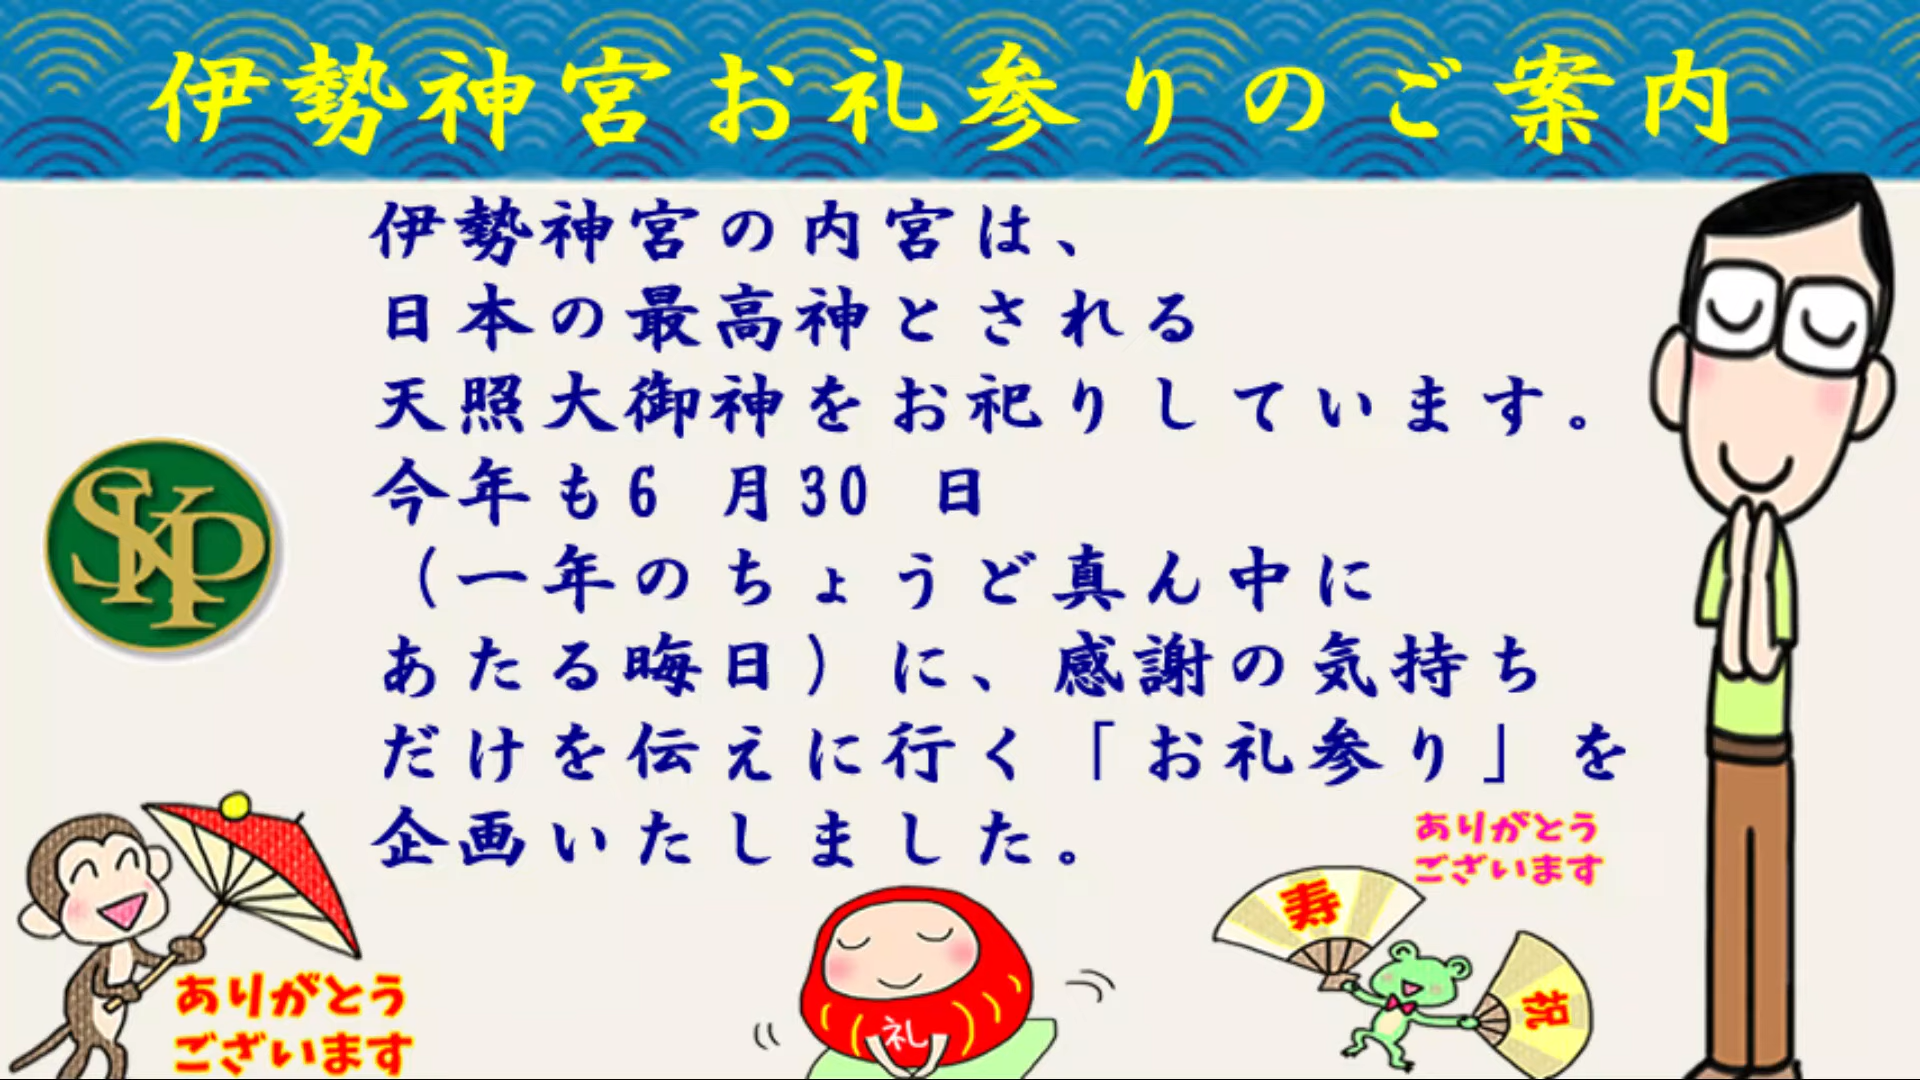 伊勢神宮お礼参りのご案内
伊勢神宮の内宮は、
日本の最高神とされる
天照大御神をお祀りしています。
今年も6 月30 日
（一年のちょうど真ん中に
あたる晦日）に、感謝の気持ち
だけを伝えに行く「お礼参り」を
企画いたしました。
SKP
ありがとう
ございます
礼
寿
祝
ありがとう
ございます